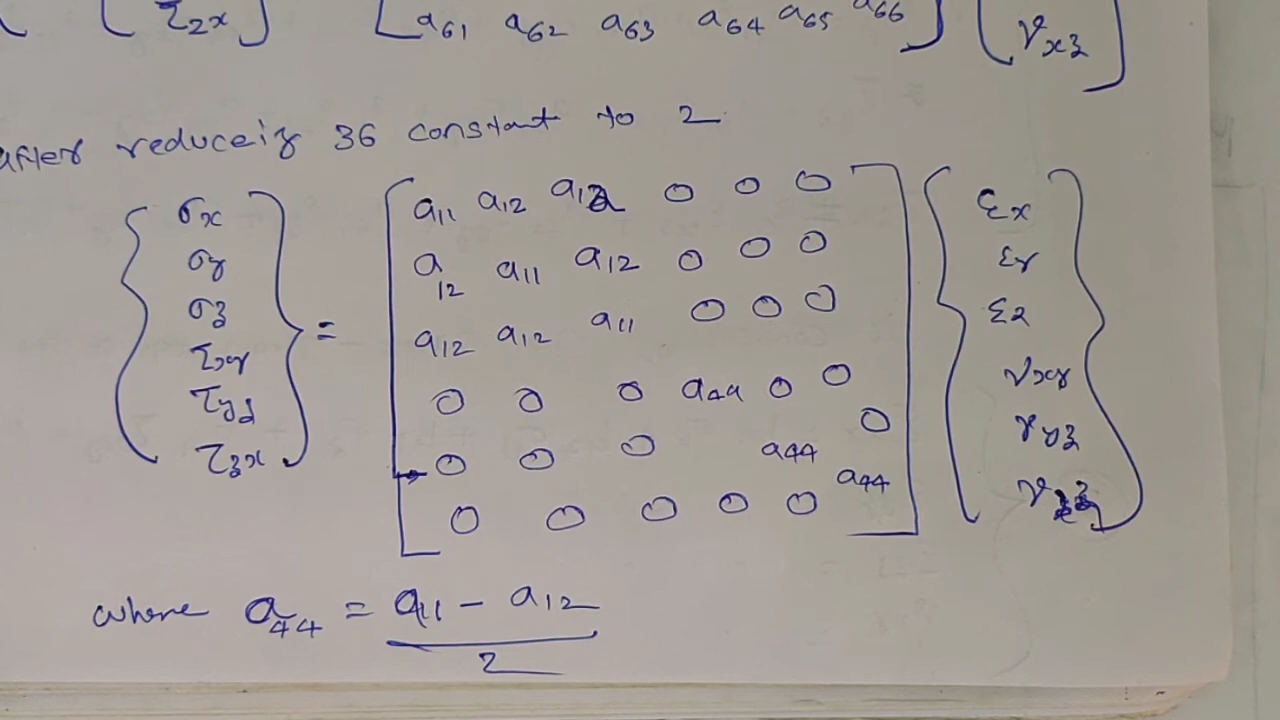 τ₂x a₆₁ a₆₂ a₆₃ a₆₄ a₆₅ a₆₆ γxz
after reduceig 36 constant to 2
σx a₁₁ a₁₂ a₁₂ 0 0 0 εx
σy a₁₂ a₁₁ a₁₂ 0 0 0 εy
σz = a₁₂ a₁₂ a₁₁ 0 0 0 εz
τxy 0 0 0 a₄₄ 0 0 γxy
τyz 0 0 0 a₄₄ 0 γyz
τzx 0 0 0 0 0 a₄₄
where a₄₄ = a₁₁ - a₁₂
2